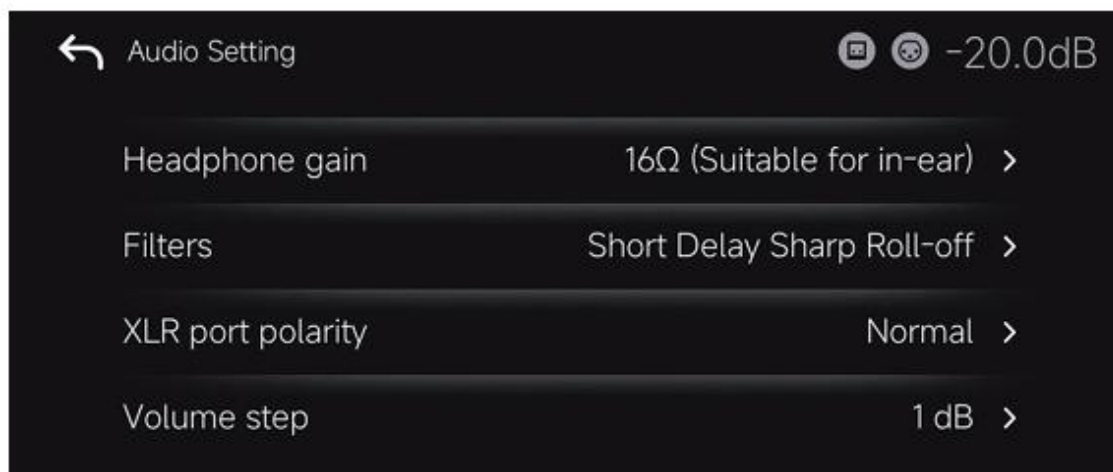 Audio Setting -20.0dB
Headphone gain 16Ω (Suitable for in-ear)
Filters Short Delay Sharp Roll-off
XLR port polarity Normal
Volume step 1 dB